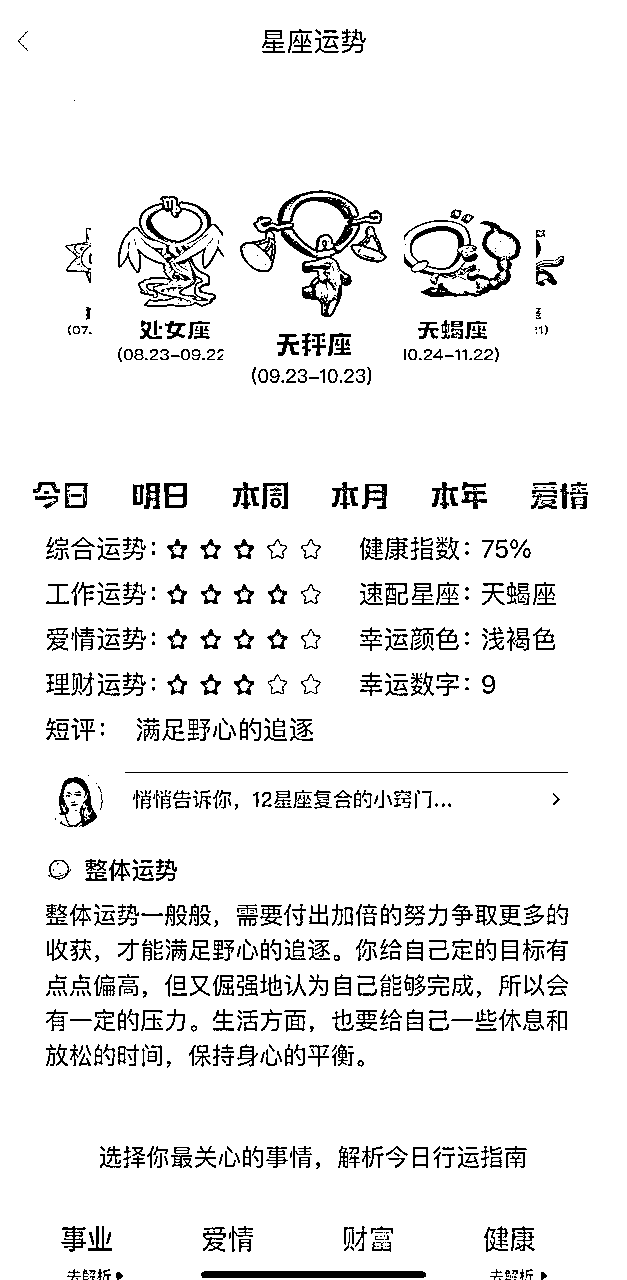 星座运势
处女座
天秤座
天蝎座
(07.
(08.23-09.22
(09.23-10.23)
10.24-11.22)
今日 明日 本周 本月 本年 爱情
综合运势： 健康指数：75%
工作运势： 速配星座：天蝎座
爱情运势： 幸运颜色：浅褐色
理财运势： 幸运数字：9
短评： 满足野心的追逐
悄悄告诉你，12星座复合的小窍门...
整体运势
整体运势一般般，需要付出加倍的努力争取更多的
收获，才能满足野心的追逐。你给自己定的目标有
点点偏高，但又倔强地认为自己能够完成，所以会
有一定的压力。生活方面，也要给自己一些休息和
放松的时间，保持身心的平衡。
选择你最关心的事情，解析今日行运指南
事业 爱情 财富 健康
去解析 去解析